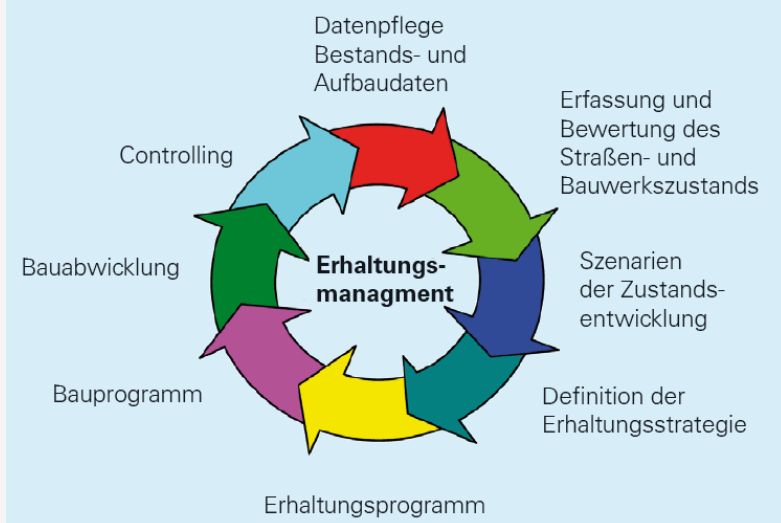 Datenpflege
Bestands- und
Aufbaudaten
Erfassung und
Bewertung des
Straßen- und
Bauwerkszustands
Szenarien
der Zustands-
entwicklung
Definition der
Erhaltungsstrategie
Erhaltungsprogramm
Bauprogramm
Bauabwicklung
Controlling
Erhaltungs-
managment